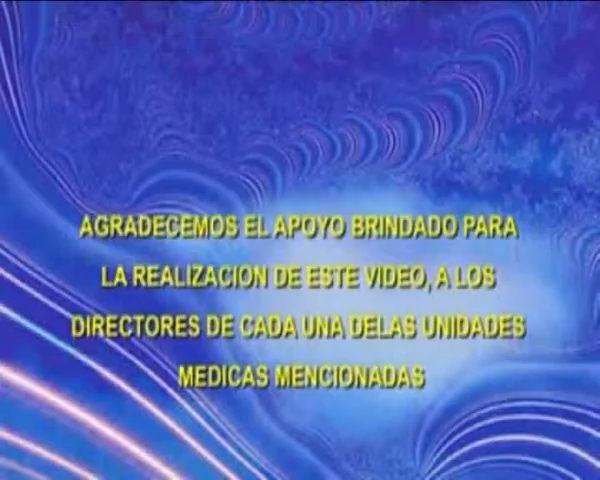 AGRADECEMOS EL APOYO BRINDADO PARA
LA REALIZACION DE ESTE VIDEO, A LOS
DIRECTORES DE CADA UNA DELAS UNIDADES
MEDICAS MENCIONADAS